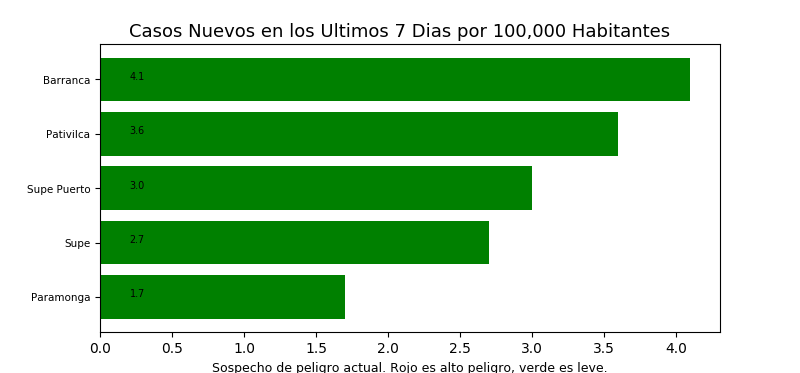 Casos Nuevos en los Ultimos 7 Dias por 100,000 Habitantes
Barranca
4.1
Pativilca
3.6
Supe Puerto
3.0
Supe
2.7
Paramonga
1.7
0.0 0.5 1.0 1.5 2.0 2.5 3.0 3.5 4.0
Sospecho de peligro actual. Rojo es alto peligro, verde es leve.